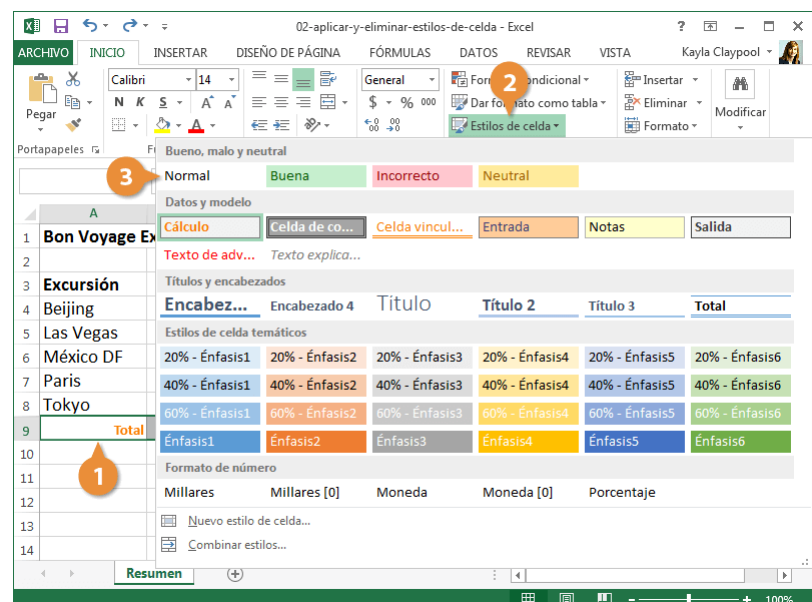 02-aplicar-y-eliminar-estilos-de-celda - Excel ?
ARCHIVO INICIO INSERTAR DISEÑO DE PÁGINA FÓRMULAS DATOS REVISAR VISTA Kayla Claypool
Calibri 14 General Insertar
N K S A A $ % 000 Dar formato como tabla Eliminar
Pegar Modificar
A Estilos de celda Formato
2
Portapapeles
Bueno, malo y neutral
3
Normal Buena Incorrecto Neutral
Datos y modelo
Cálculo Celda de co... Celda vincul... Entrada Notas Salida
Texto de adv... Texto explica...
Títulos y encabezados
Encabez... Encabezado 4 Título Título 2 Título 3 Total
Estilos de celda temáticos
20% - Énfasis1 20% - Énfasis2 20% - Énfasis3 20% - Énfasis4 20% - Énfasis5 20% - Énfasis6
40% - Énfasis1 40% - Énfasis2 40% - Énfasis3 40% - Énfasis4 40% - Énfasis5 40% - Énfasis6
60% - Énfasis1 60% - Énfasis2 60% - Énfasis3 60% - Énfasis4 60% - Énfasis5 60% - Énfasis6
Énfasis1 Énfasis2 Énfasis3 Énfasis4 Énfasis5 Énfasis6
Formato de número
Millares Millares [0] Moneda Moneda [0] Porcentaje
Nuevo estilo de celda...
Combinar estilos...
A
1 Bon Voyage Ex
2
3 Excursión
4 Beijing
5 Las Vegas
6 México DF
7 Paris
8 Tokyo
9 Total
1
10
11
12
13
14
Resumen
100%